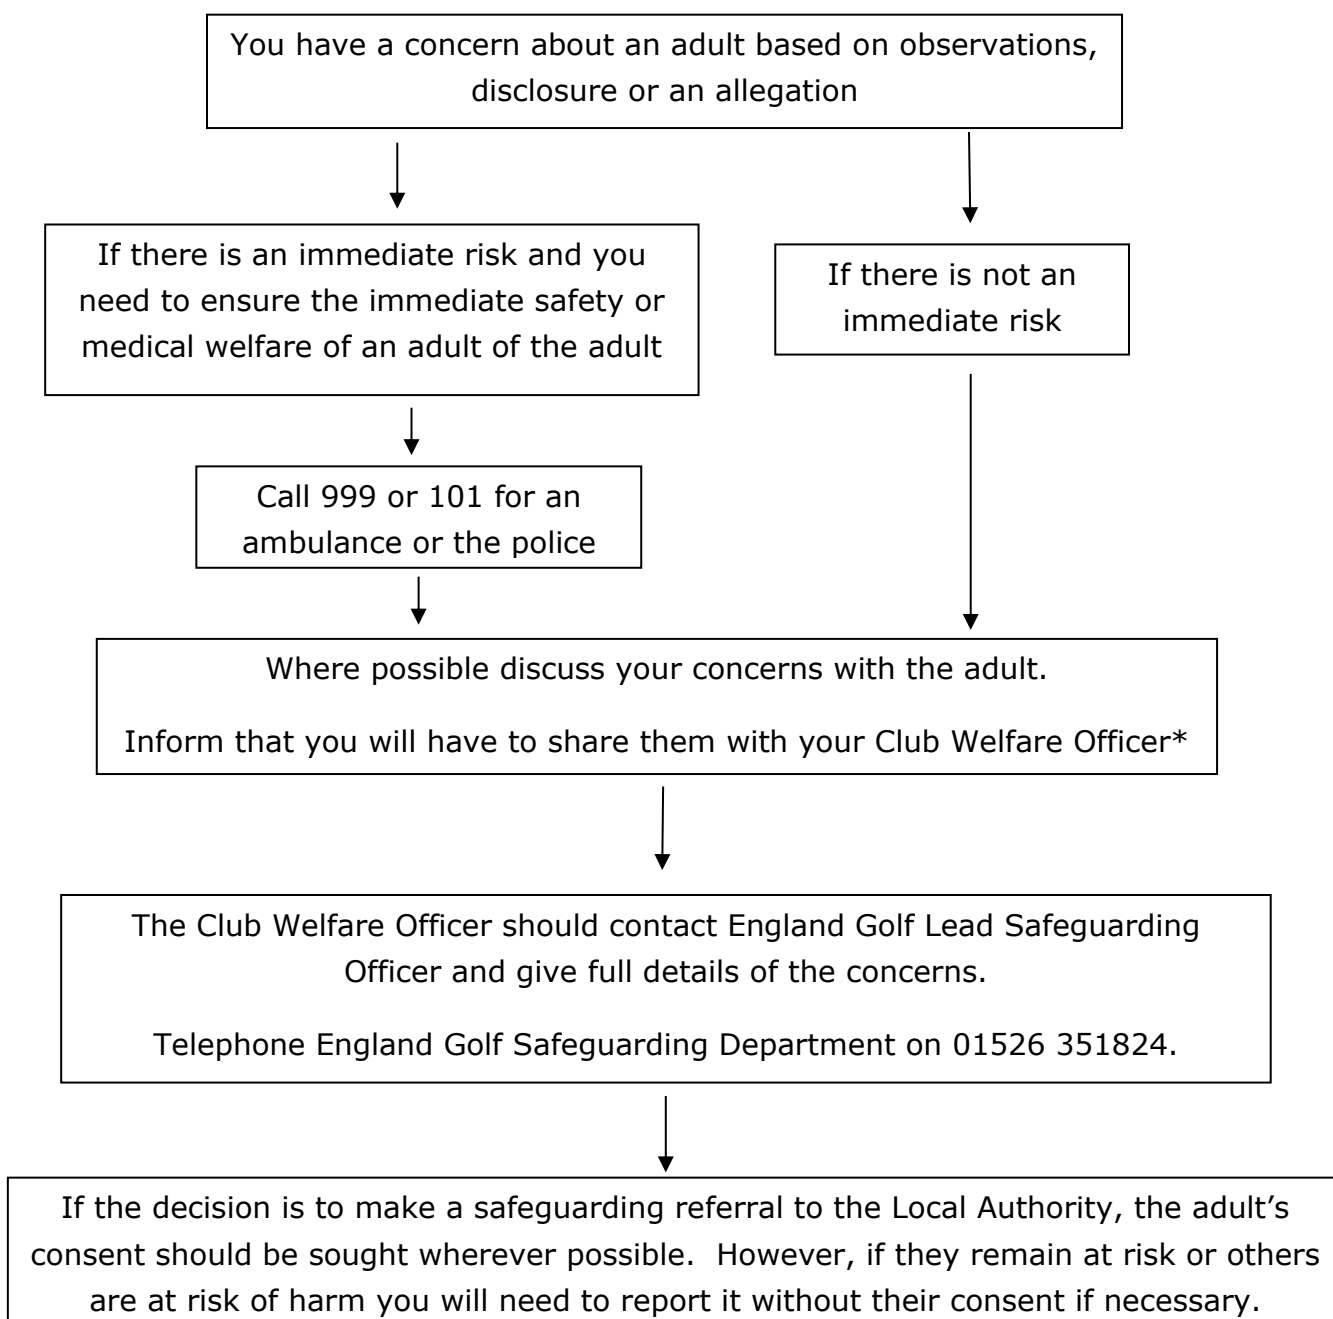 You have a concern about an adult based on observations,
disclosure or an allegation
If there is an immediate risk and you
need to ensure the immediate safety or
medical welfare of an adult of the adult
If there is not an
immediate risk
Call 999 or 101 for an
ambulance or the police
Where possible discuss your concerns with the adult.
Inform that you will have to share them with your Club Welfare Officer*
The Club Welfare Officer should contact England Golf Lead Safeguarding
Officer and give full details of the concerns.
Telephone England Golf Safeguarding Department on 01526 351824.
If the decision is to make a safeguarding referral to the Local Authority, the adult’s
consent should be sought wherever possible.  However, if they remain at risk or others
are at risk of harm you will need to report it without their consent if necessary.